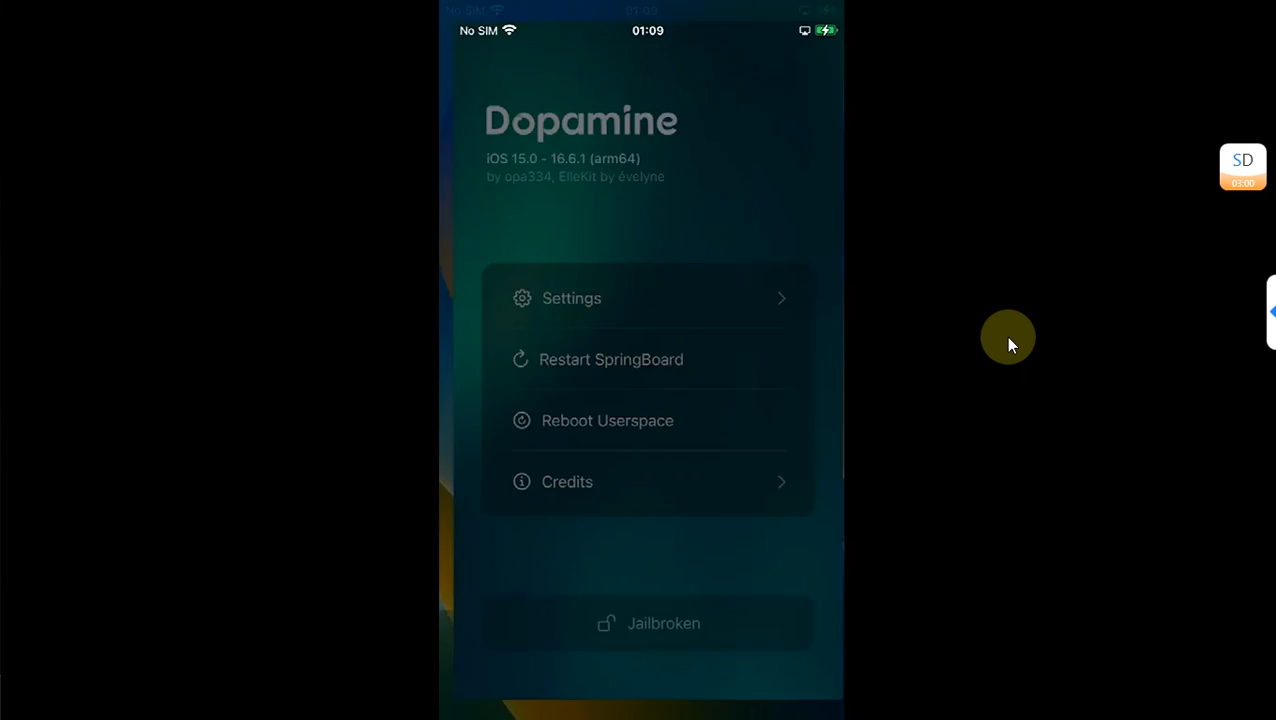 No SIM 01:09
Dopamine
iOS 15.0 - 16.6.1 (arm64)
by opa334, ElleKit by évelyne
Settings
Restart SpringBoard
Reboot Userspace
Credits
Jailbroken
SD
03:00